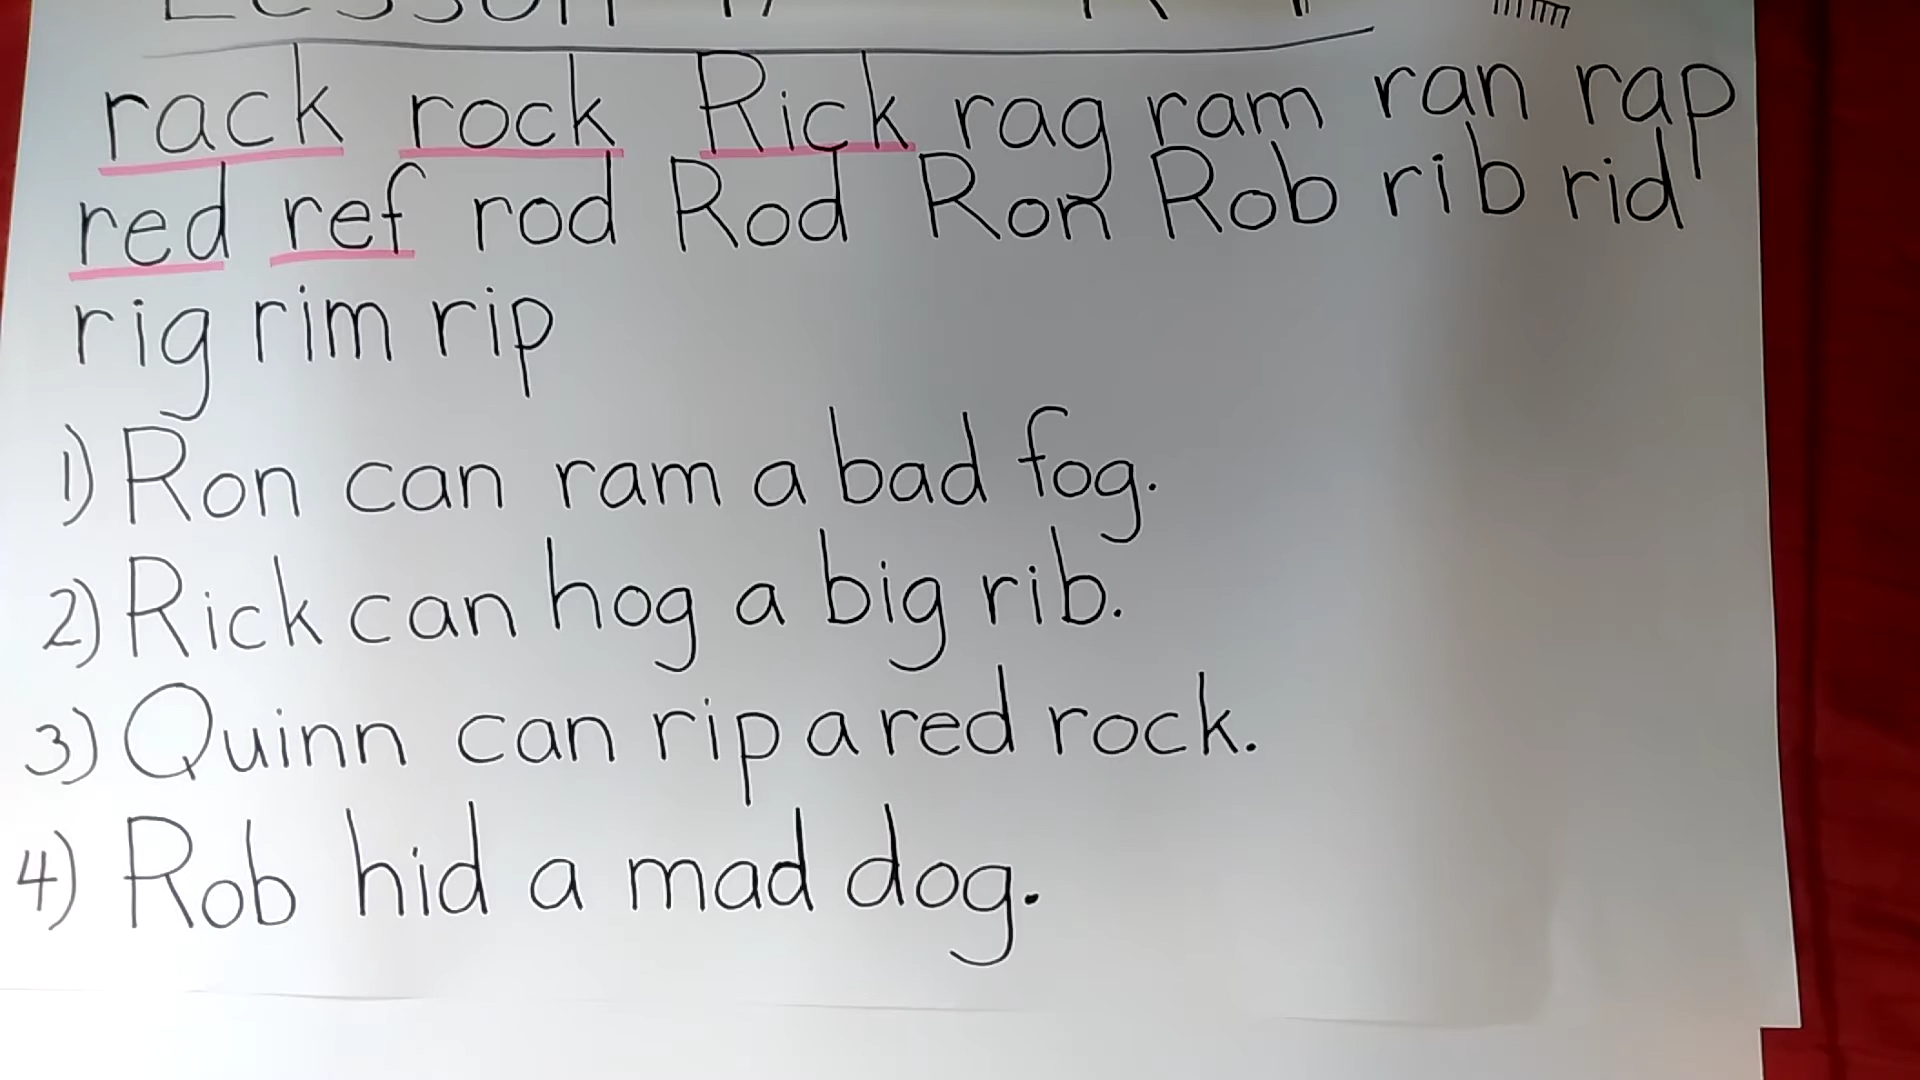 Lesson
rack rock Rick rag ram ran rap
red ref rod Rod Ron Rob rib rid
rig rim rip
1) Ron can ram a bad fog.
2) Rick can hog a big rib.
3) Quinn can rip a red rock.
4) Rob hid a mad dog.